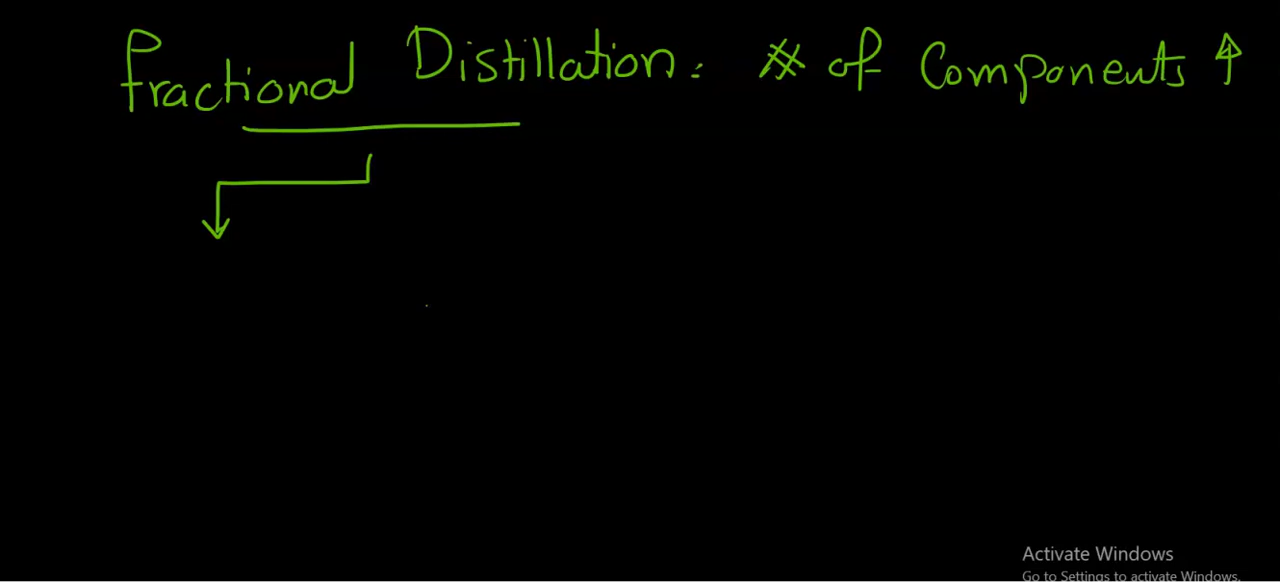 Fractional Distillation: # of Components ↑
Activate Windows
Go to Settings to activate Windows.